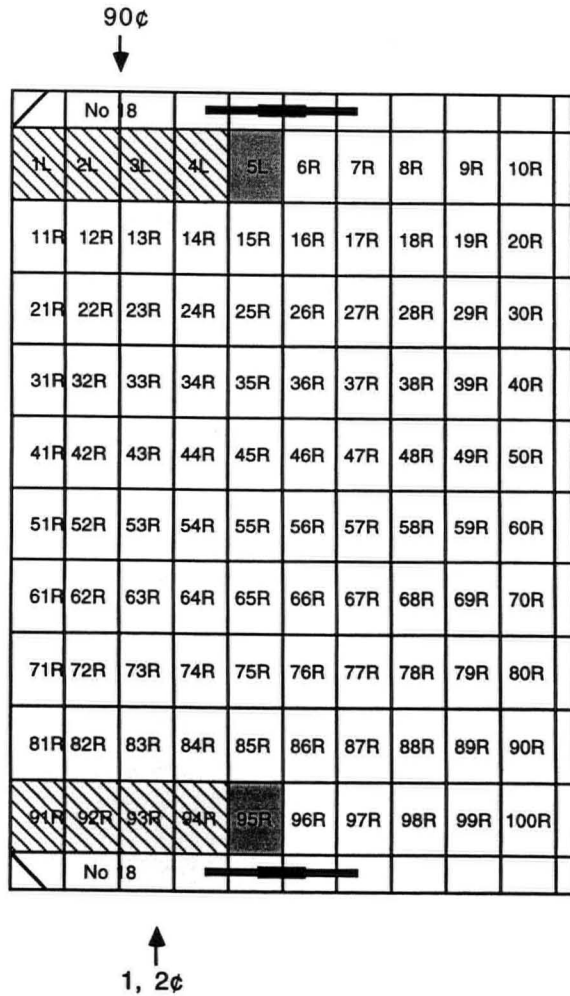 90¢
No 18
1L 2L 3L 4L 5L 6R 7R 8R 9R 10R
11R 12R 13R 14R 15R 16R 17R 18R 19R 20R
21R 22R 23R 24R 25R 26R 27R 28R 29R 30R
31R 32R 33R 34R 35R 36R 37R 38R 39R 40R
41R 42R 43R 44R 45R 46R 47R 48R 49R 50R
51R 52R 53R 54R 55R 56R 57R 58R 59R 60R
61R 62R 63R 64R 65R 66R 67R 68R 69R 70R
71R 72R 73R 74R 75R 76R 77R 78R 79R 80R
81R 82R 83R 84R 85R 86R 87R 88R 89R 90R
91R 92R 93R 94R 95R 96R 97R 98R 99R 100R
No 18
1, 2¢